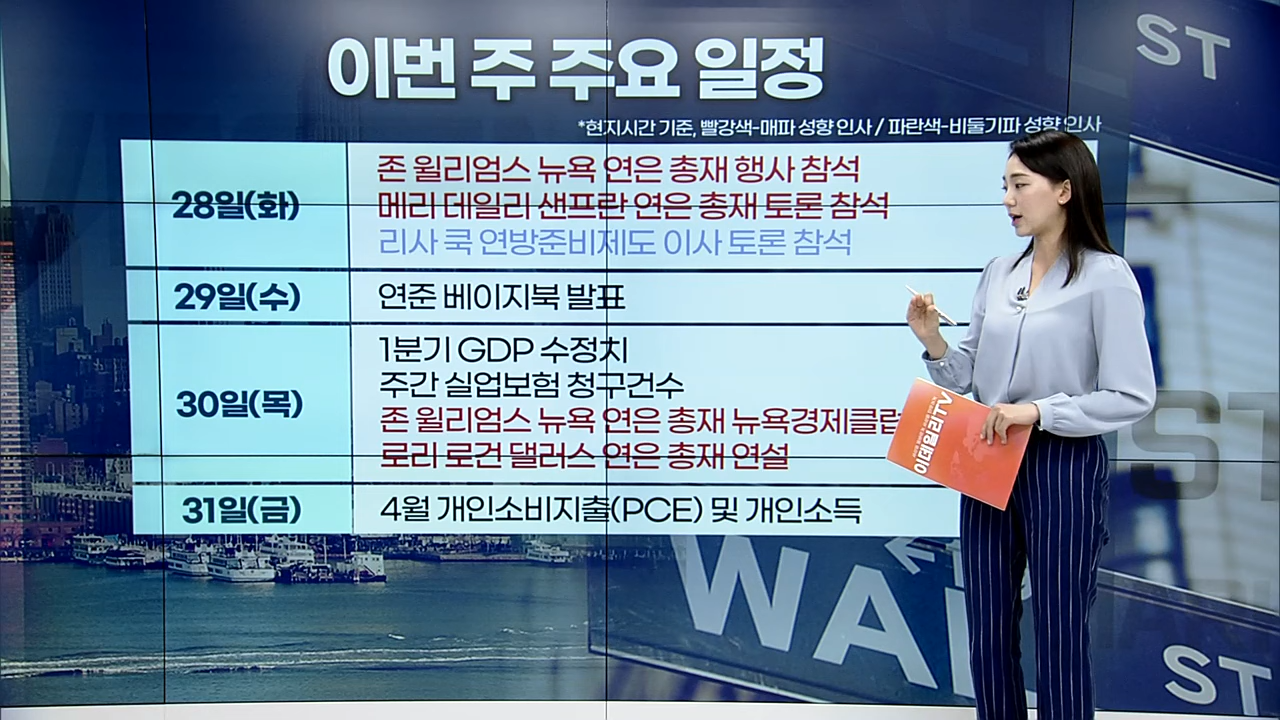 이번 주 주요 일정
*현지시간 기준, 빨강색-매파 성향 인사 / 파란색-비둘기파 성향 인사
28일(화)
존 윌리엄스 뉴욕 연은 총재 행사 참석
메리 데일리 샌프란 연은 총재 토론 참석
리사 쿡 연방준비제도 이사 토론 참석
29일(수)
연준 베이지북 발표
30일(목)
1분기 GDP 수정치
주간 실업보험 청구건수
존 윌리엄스 뉴욕 연은 총재 뉴욕경제클럽
로리 로건 댈러스 연은 총재 연설
31일(금)
4월 개인소비지출(PCE) 및 개인소득
이데일리TV
ST
ST
WALL
ST